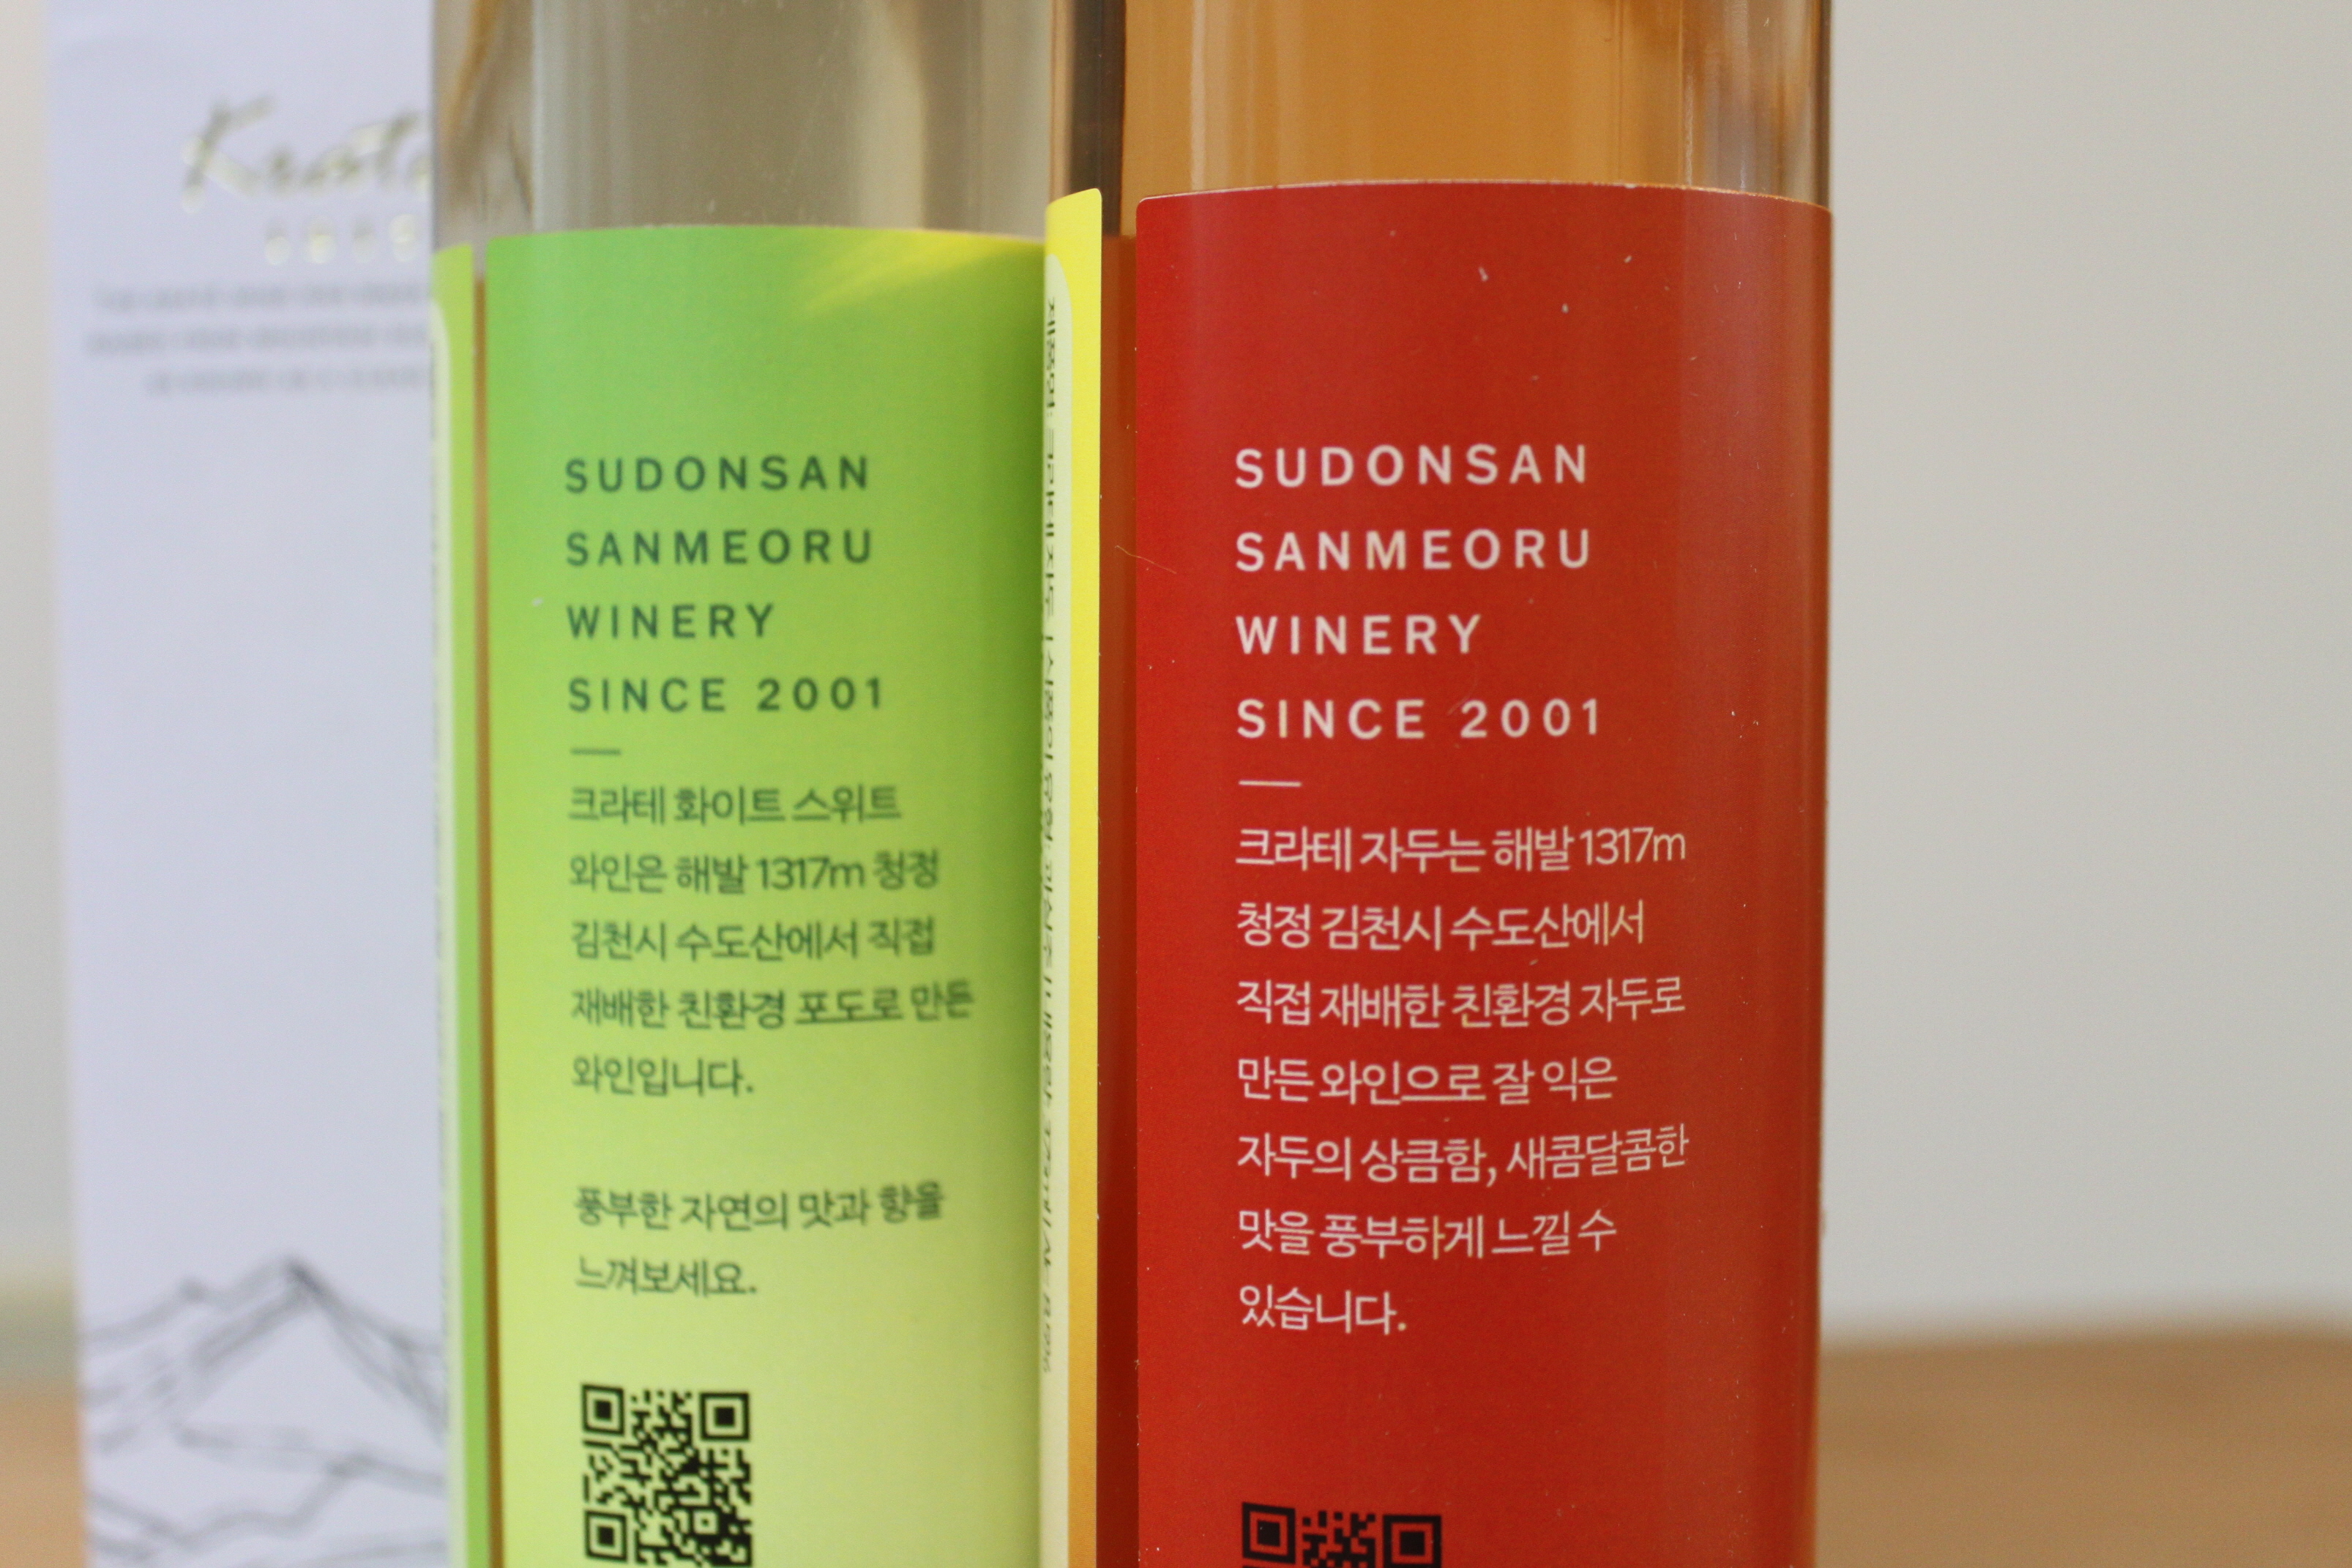 SUDONSAN
SANMEORU
WINERY
SINCE 2001
크라테 화이트 스위트
와인은 해발 1317m 청정
김천시 수도산에서 직접
재배한 친환경 포도로 만든
와인입니다.
풍부한 자연의 맛과 향을
느껴보세요.
SUDONSAN
SANMEORU
WINERY
SINCE 2001
크라테 자두는 해발 1317m
청정 김천시 수도산에서
직접 재배한 친환경 자두로
만든 와인으로 잘 익은
자두의 상큼함, 새콤달콤한
맛을 풍부하게 느낄 수
있습니다.